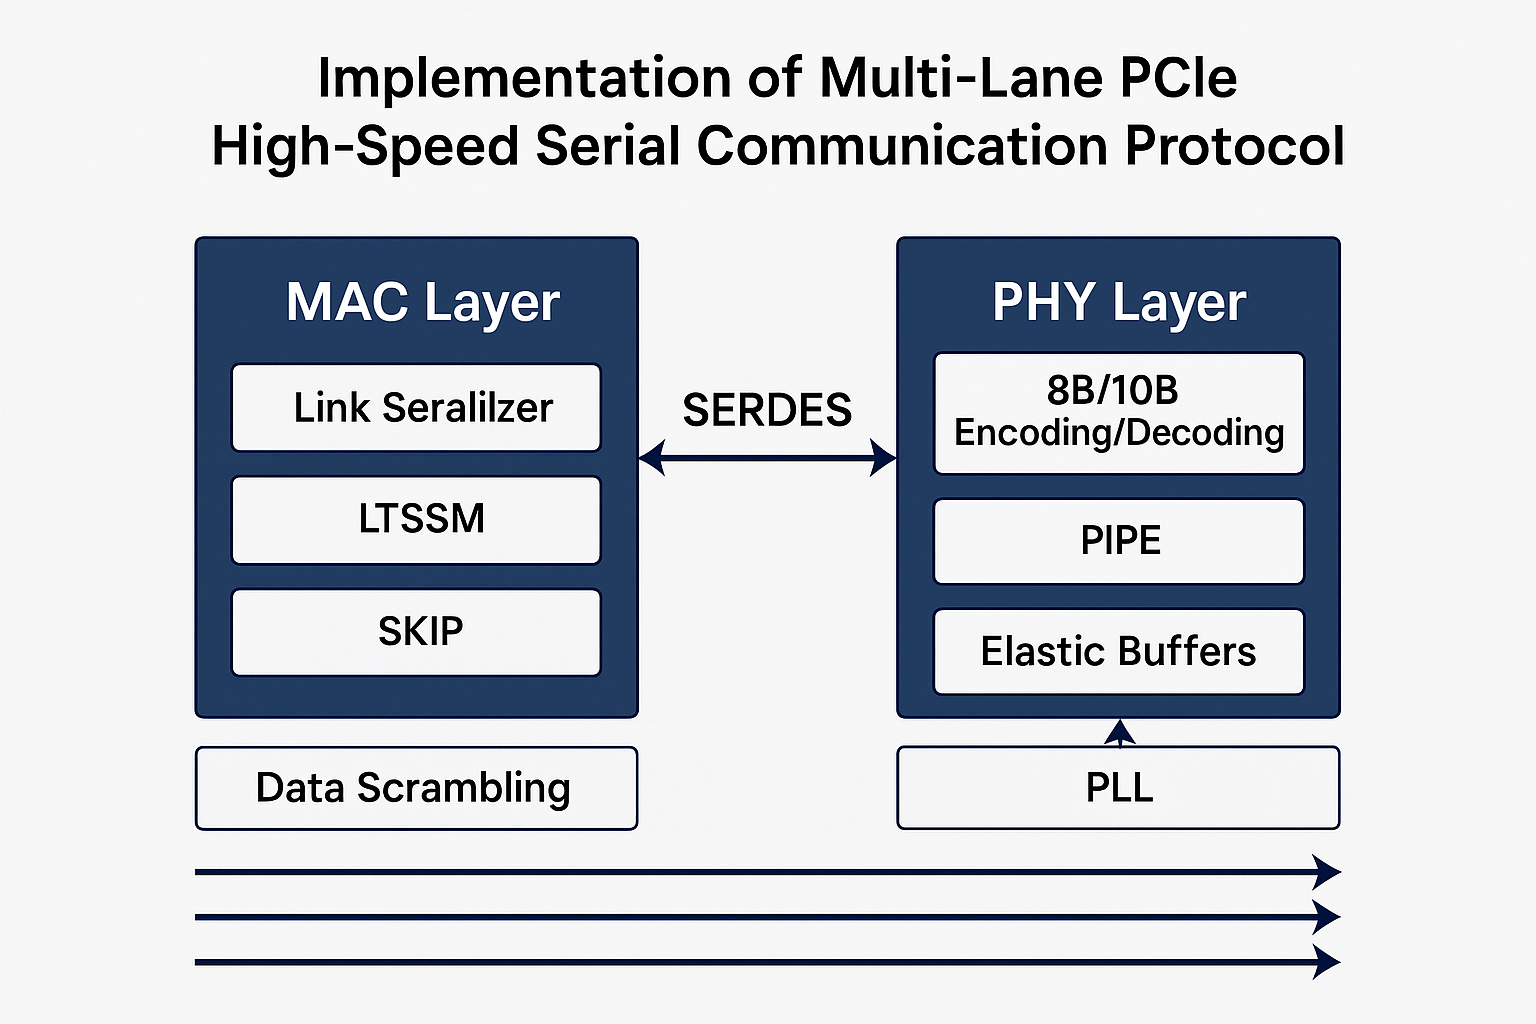 Implementation of Multi-Lane PCIe
High-Speed Serial Communication Protocol
MAC Layer
Link Seralilzer
LTSSM
SKIP
SERDES
PHY Layer
8B/10B
Encoding/Decoding
PIPE
Elastic Buffers
Data Scrambling
PLL